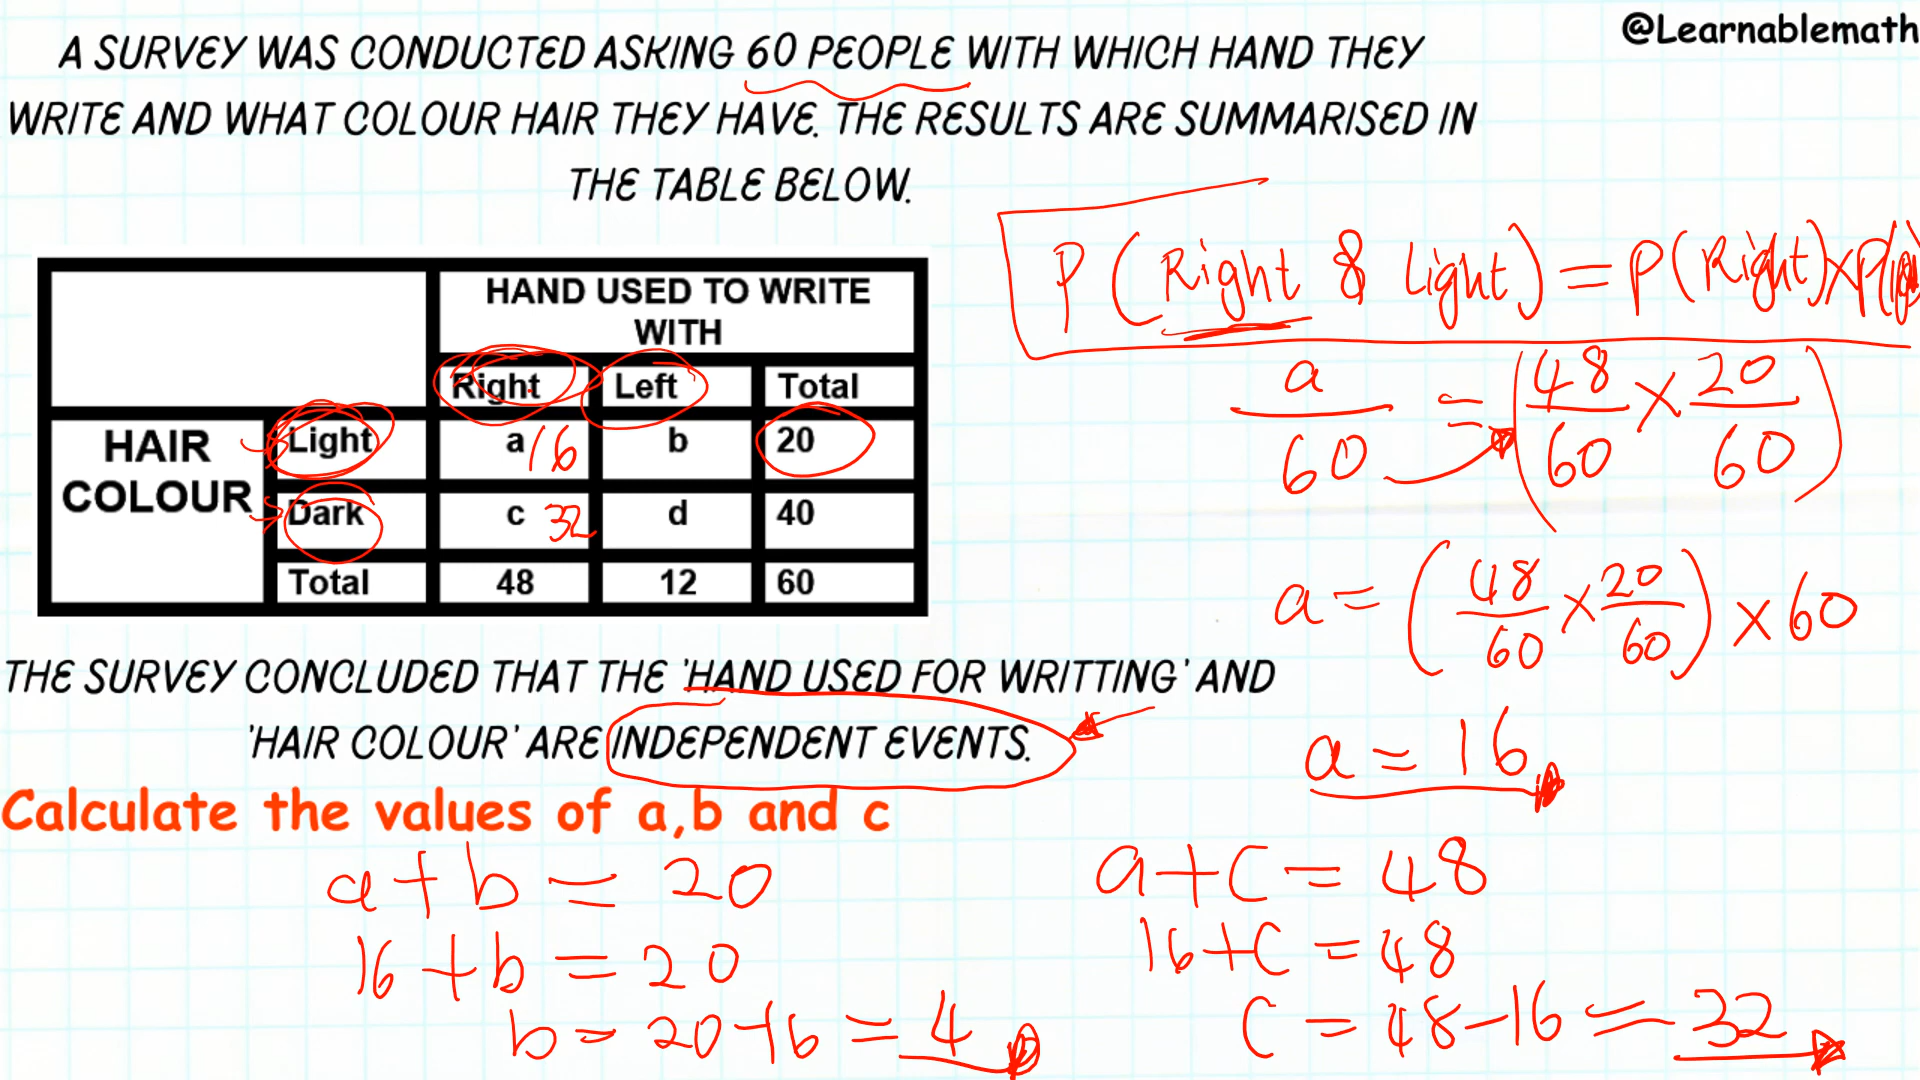 @Learnablemath
A SURVEY WAS CONDUCTED ASKING 60 PEOPLE WITH WHICH HAND THEY
WRITE AND WHAT COLOUR HAIR THEY HAVE. THE RESULTS ARE SUMMARISED IN
THE TABLE BELOW.
HAND USED TO WRITE
WITH
Right Left Total
HAIR COLOUR
Light a 16 b 20
Dark c 32 d 40
Total 48 12 60
THE SURVEY CONCLUDED THAT THE 'HAND USED FOR WRITTING' AND
'HAIR COLOUR' ARE INDEPENDENT EVENTS.
Calculate the values of a,b and c
a + b = 20
16 + b = 20
b = 20 - 16 = 4
P(Right & Light) = P(Right) x P(
a/60 = (48/60 x 20/60)
a = (48/60 x 20/60) x 60
a = 16
a + c = 48
16 + c = 48
c = 48 - 16 = 32